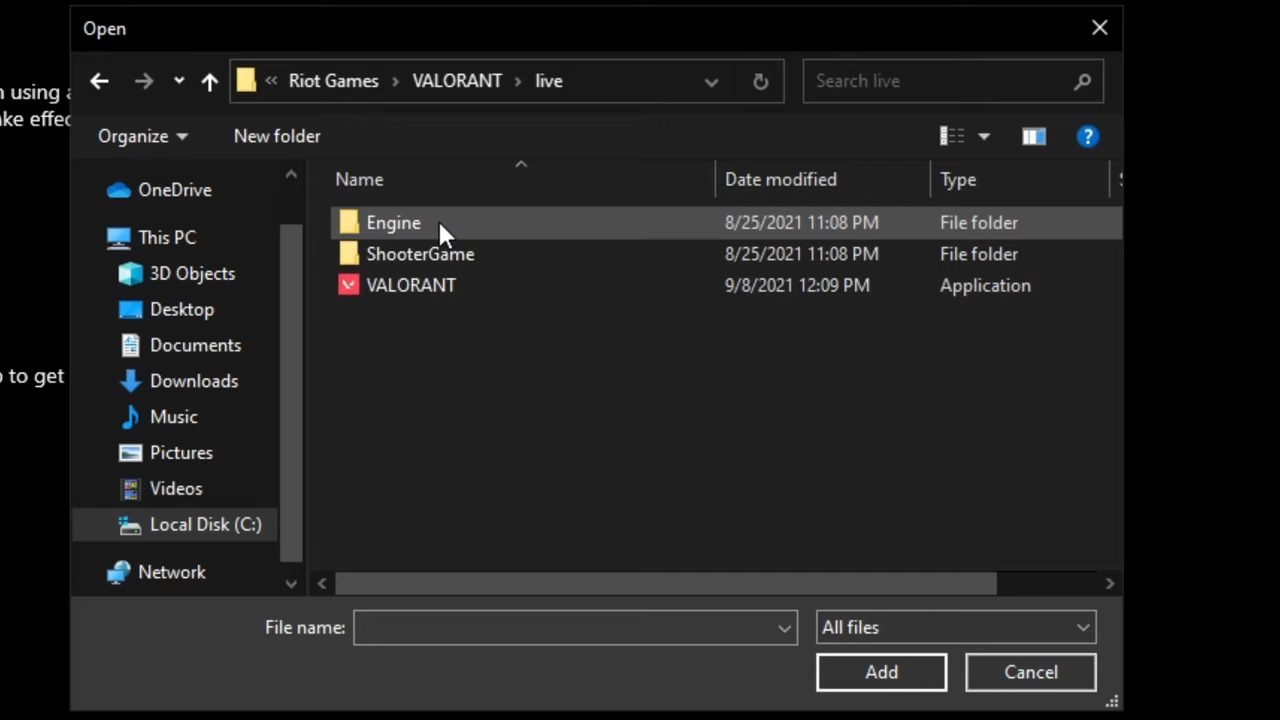 Open
« Riot Games > VALORANT > live
Search live
n using a
ake effec
Organize
New folder
Name
Date modified
Type
OneDrive
This PC
3D Objects
Desktop
Documents
Downloads
Music
Pictures
Videos
Local Disk (C:)
Network
Engine 8/25/2021 11:08 PM File folder
ShooterGame 8/25/2021 11:08 PM File folder
VALORANT 9/8/2021 12:09 PM Application
p to get
File name:
All files
Add
Cancel